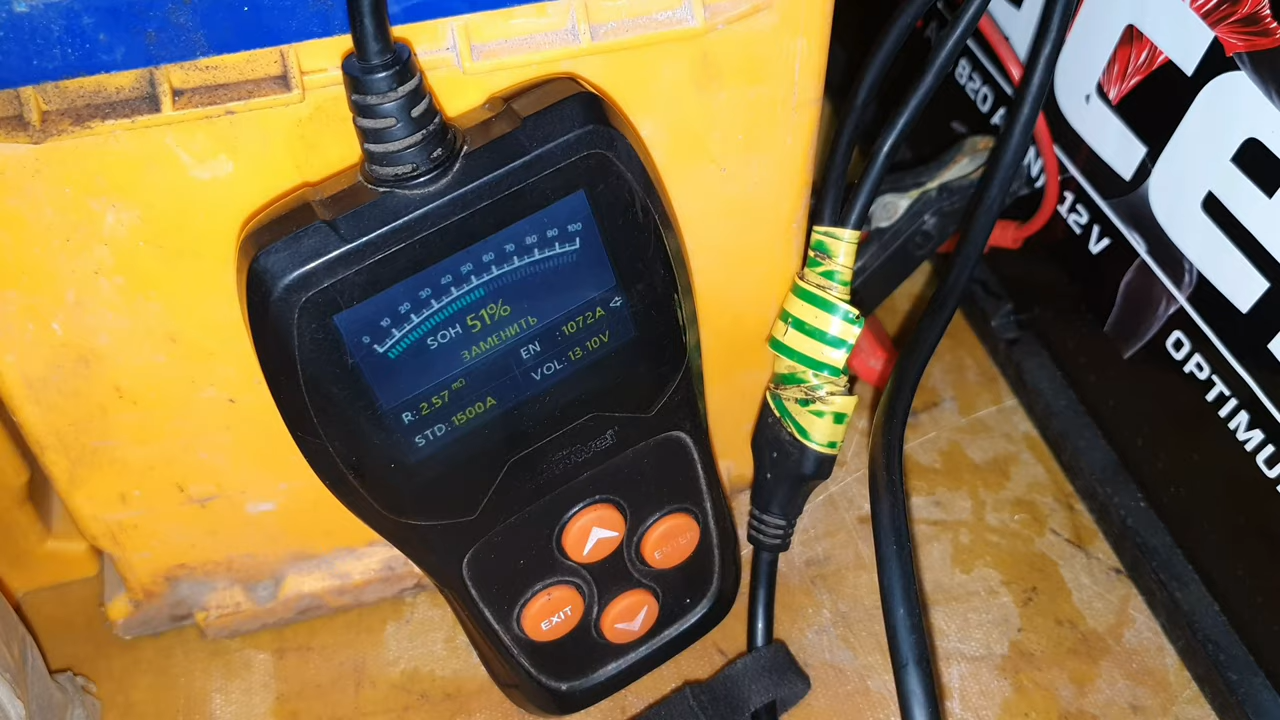 0 10 20 30 40 50 60 70 80 90 100
SOH 51%
ЗАМЕНИТЬ
R: 2.57 mΩ
EN : 1072A
STD: 1500A
VOL: 13.10V
ENTER
EXIT
820 A
12 V
OPTIMU